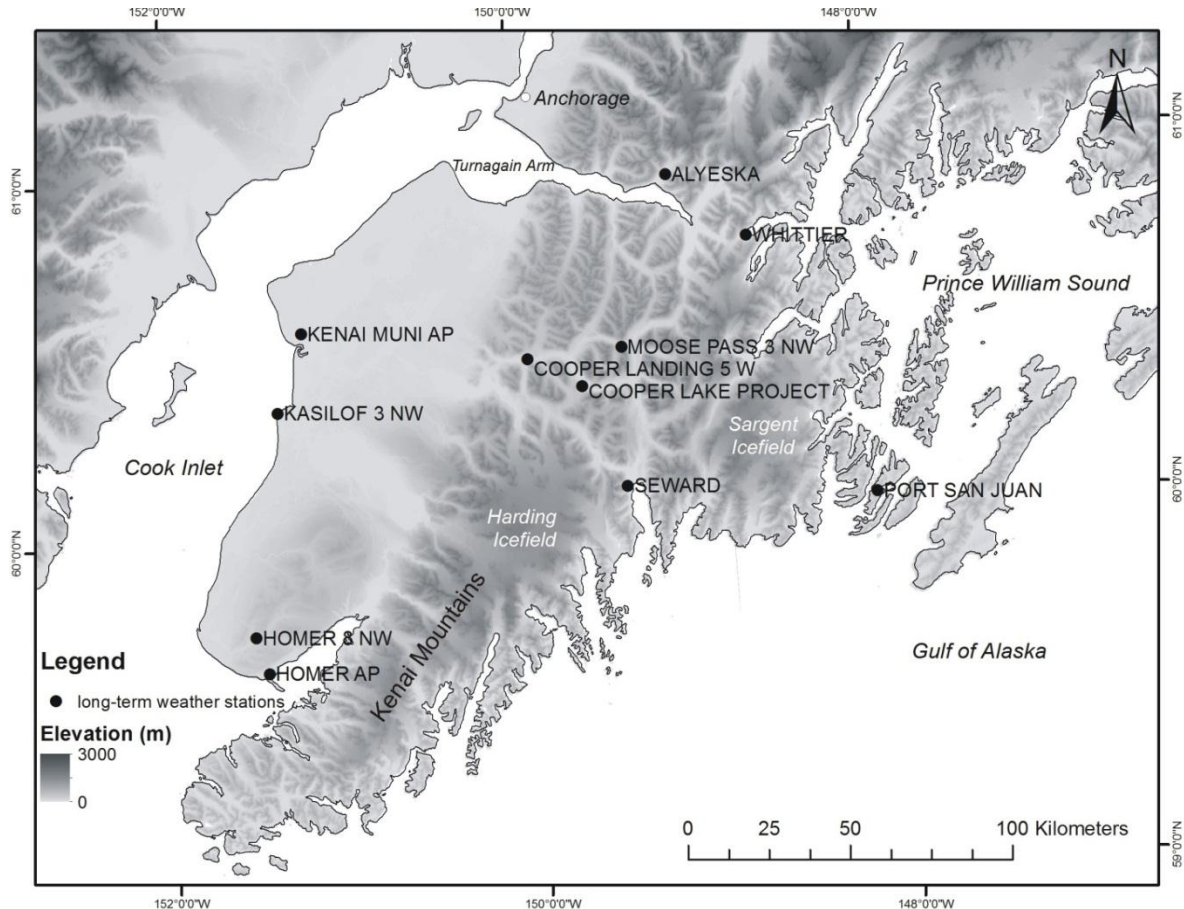 152°0'0"W
150°0'0"W
148°0'0"W
N
Anchorage
61°0'0"N
Turnagain Arm
ALYESKA
61°0'0"N
WHITTIER
Prince William Sound
KENAI MUNI AP
MOOSE PASS 3 NW
COOPER LANDING 5 W
COOPER LAKE PROJECT
KASILOF 3 NW
Sargent
Icefield
Cook Inlet
60°0'0"N
SEWARD
PORT SAN JUAN
Harding
Icefield
60°0'0"N
Kenai Mountains
HOMER 8 NW
Gulf of Alaska
Legend
HOMER AP
long-term weather stations
Elevation (m)
3000
0
0 25 50 100 Kilometers
59°0'0"N
152°0'0"W
150°0'0"W
148°0'0"W